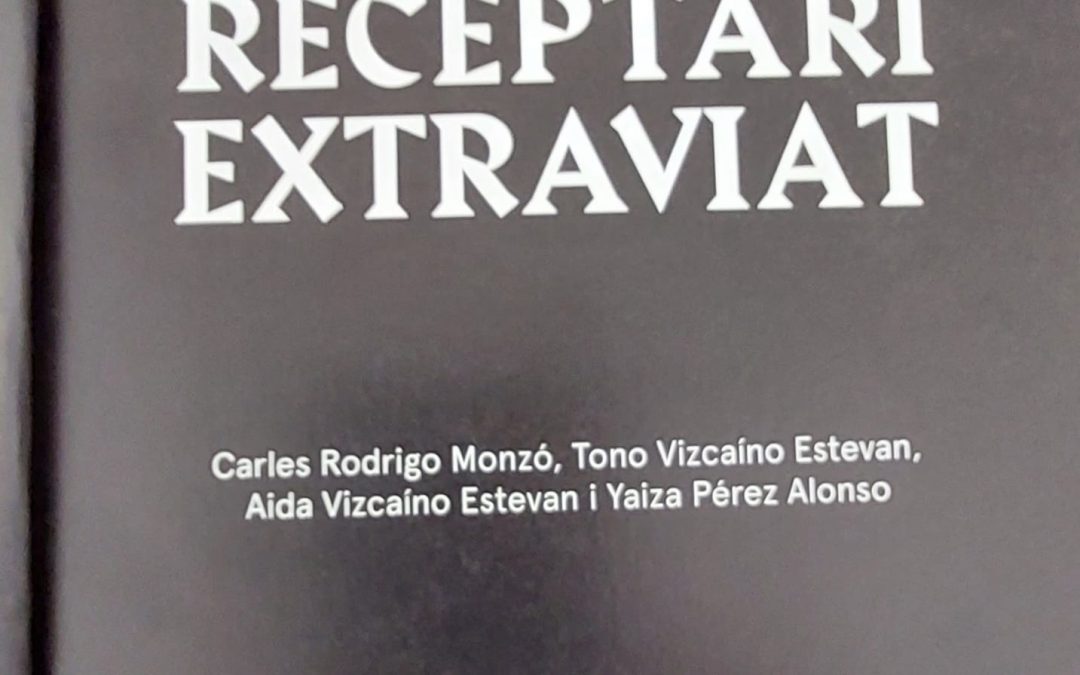 RECEPTARI
EXTRAVIAT
Carles Rodrigo Monzó, Tono Vizcaíno Estevan,
Aida Vizcaíno Estevan i Yaiza Pérez Alonso